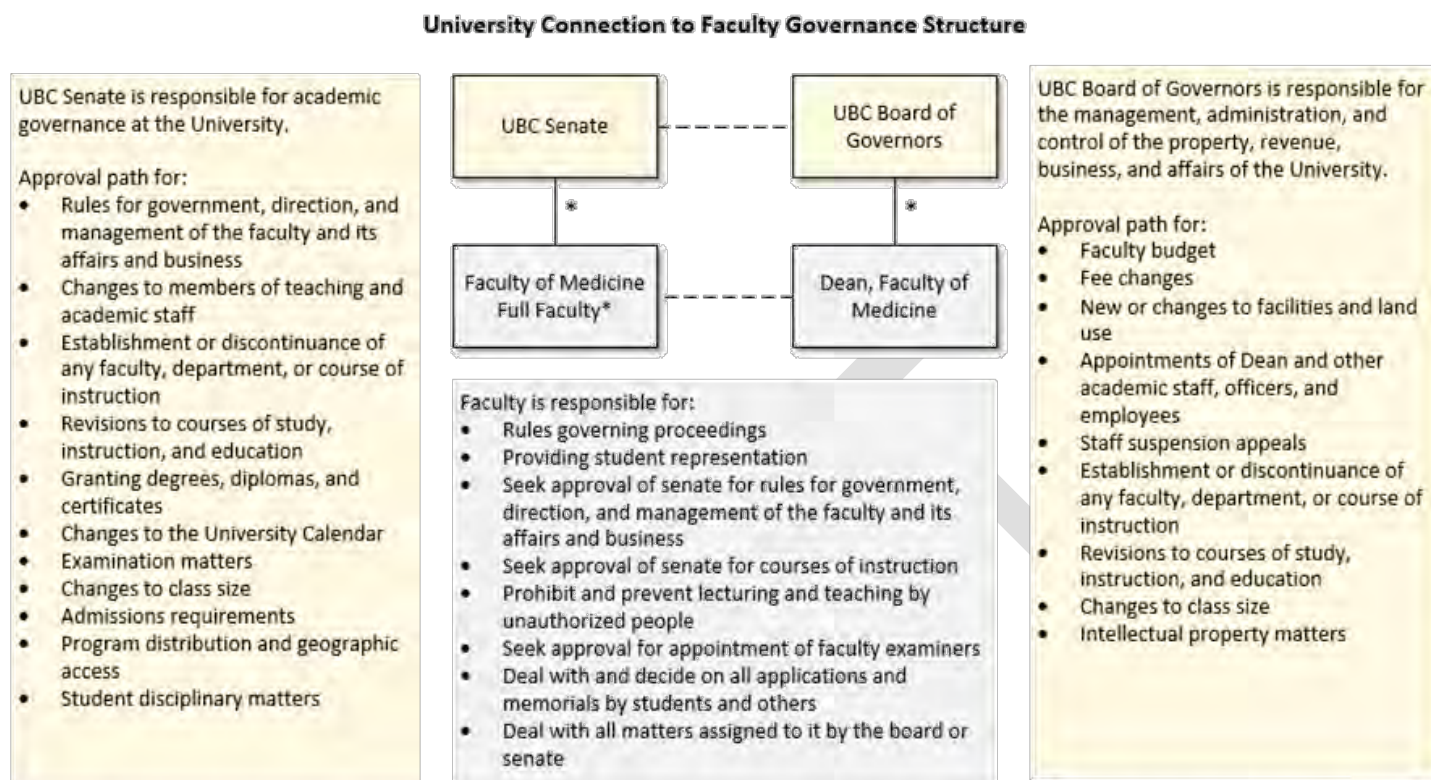 University Connection to Faculty Governance Structure
UBC Senate is responsible for academic
governance at the University.
Approval path for:
• Rules for government, direction, and
management of the faculty and its
affairs and business
• Changes to members of teaching and
academic staff
• Establishment or discontinuance of
any faculty, department, or course of
instruction
• Revisions to courses of study,
instruction, and education
• Granting degrees, diplomas, and
certificates
• Changes to the University Calendar
• Examination matters
• Changes to class size
• Admissions requirements
• Program distribution and geographic
access
• Student disciplinary matters
UBC Senate
UBC Board of
Governors
*
*
Faculty of Medicine
Full Faculty*
Dean, Faculty of
Medicine
Faculty is responsible for:
• Rules governing proceedings
• Providing student representation
• Seek approval of senate for rules for government,
direction, and management of the faculty and its
affairs and business
• Seek approval of senate for courses of instruction
• Prohibit and prevent lecturing and teaching by
unauthorized people
• Seek approval for appointment of faculty examiners
• Deal with and decide on all applications and
memorials by students and others
• Deal with all matters assigned to it by the board or
senate
UBC Board of Governors is responsible for
the management, administration, and
control of the property, revenue,
business, and affairs of the University.
Approval path for:
• Faculty budget
• Fee changes
• New or changes to facilities and land
use
• Appointments of Dean and other
academic staff, officers, and
employees
• Staff suspension appeals
• Establishment or discontinuance of
any faculty, department, or course of
instruction
• Revisions to courses of study,
instruction, and education
• Changes to class size
• Intellectual property matters